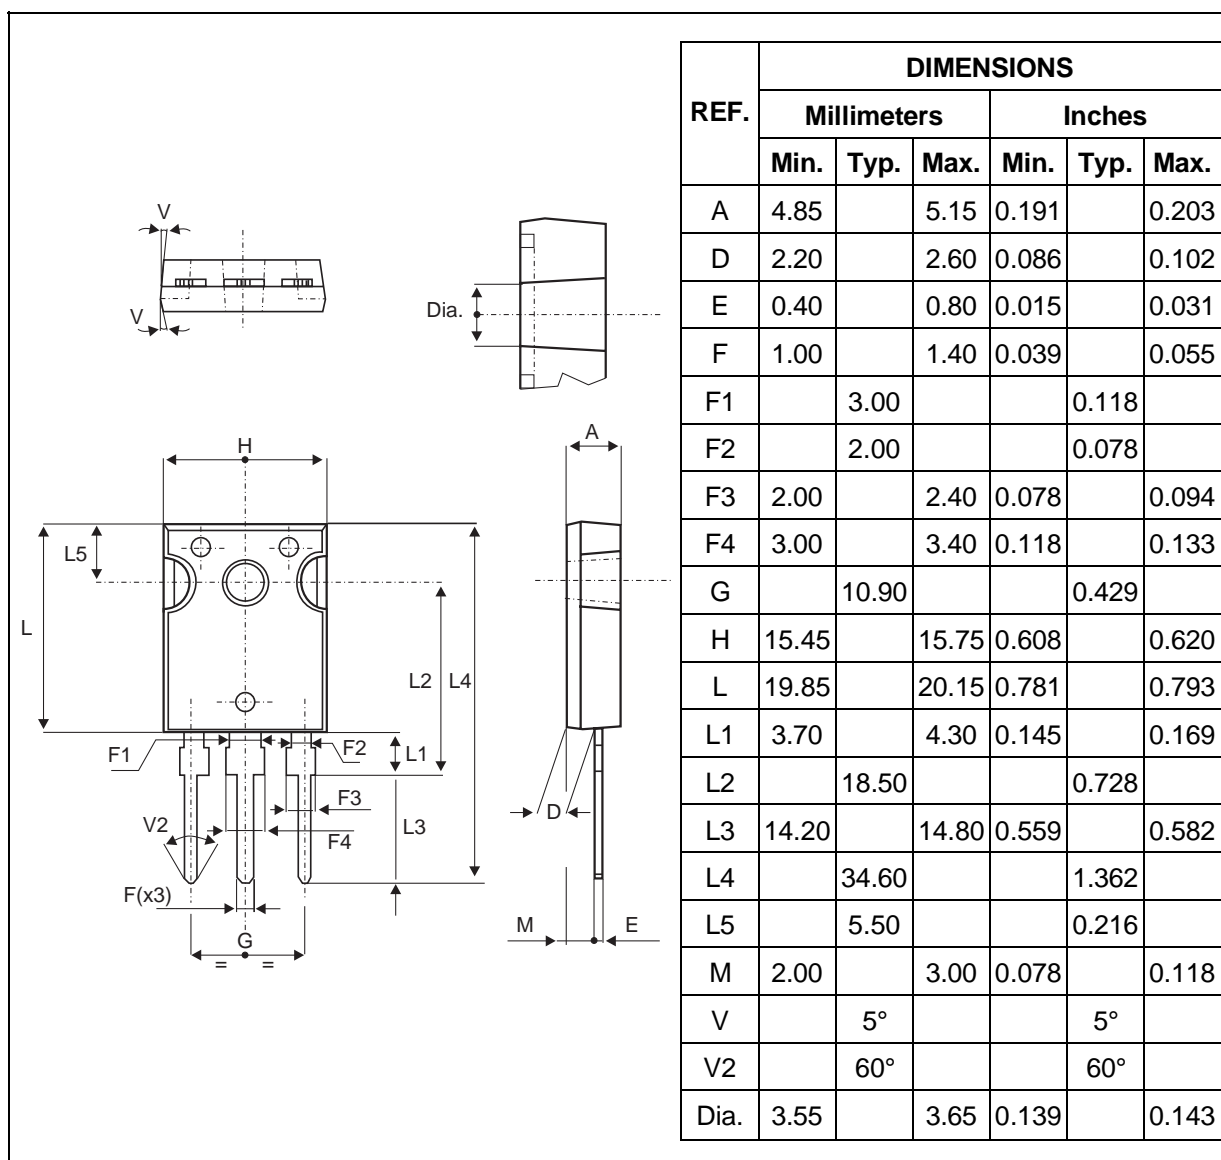 V
V
Dia.
H
A
L5
L
L2 L4
F1 F2 L1
F3
D
V2
L3
F4
F(x3)
M E
G
= =
DIMENSIONS
REF. Millimeters Inches
Min. Typ. Max. Min. Typ. Max.
A 4.85 5.15 0.191 0.203
D 2.20 2.60 0.086 0.102
E 0.40 0.80 0.015 0.031
F 1.00 1.40 0.039 0.055
F1 3.00 0.118
F2 2.00 0.078
F3 2.00 2.40 0.078 0.094
F4 3.00 3.40 0.118 0.133
G 10.90 0.429
H 15.45 15.75 0.608 0.620
L 19.85 20.15 0.781 0.793
L1 3.70 4.30 0.145 0.169
L2 18.50 0.728
L3 14.20 14.80 0.559 0.582
L4 34.60 1.362
L5 5.50 0.216
M 2.00 3.00 0.078 0.118
V 5° 5°
V2 60° 60°
Dia. 3.55 3.65 0.139 0.143